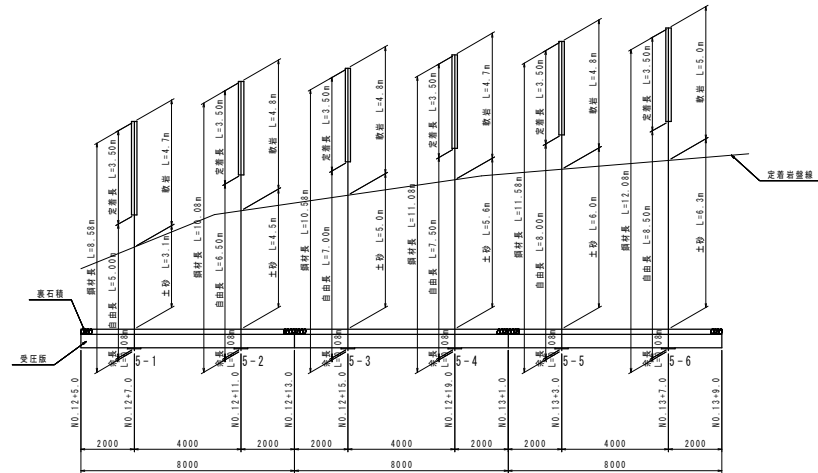 定着長 L=3.50m
軟岩 L=4.7m
鋼材長 L=8.58m
自由長 L=5.00m
土砂 L=3.1m
定着長 L=3.50m
軟岩 L=4.8m
鋼材長 L=10.08m
自由長 L=6.50m
土砂 L=4.5m
定着長 L=3.50m
軟岩 L=4.8m
鋼材長 L=10.58m
自由長 L=7.00m
土砂 L=5.0m
定着長 L=3.50m
軟岩 L=4.7m
鋼材長 L=11.08m
自由長 L=7.50m
土砂 L=5.6m
定着長 L=3.50m
軟岩 L=4.8m
鋼材長 L=11.58m
自由長 L=8.00m
土砂 L=6.0m
定着長 L=3.50m
軟岩 L=5.0m
鋼材長 L=12.08m
自由長 L=8.50m
土砂 L=6.3m
定着岩盤線
石積
受圧版
5-1
5-2
5-3
5-4
5-5
5-6
NO.12+5.0
NO.12+7.0
NO.12+11.0
NO.12+13.0
NO.12+15.0
NO.12+19.0
NO.13+1.0
NO.13+3.0
NO.13+7.0
NO.13+9.0
2000
4000
2000
2000
4000
2000
2000
4000
2000
8000
8000
8000